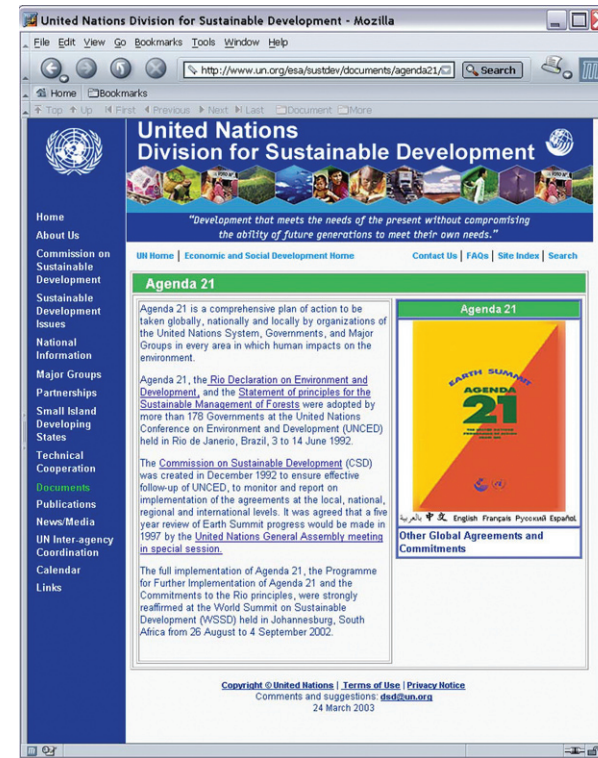 United Nations Division for Sustainable Development - Mozilla
File Edit View Go Bookmarks Tools Window Help
http://www.un.org/esa/sustdev/documents/agenda21/
Search
Home Bookmarks
Top Up First Previous Next Last Document More
United Nations
Division for Sustainable Development
"Development that meets the needs of the present without compromising
the ability of future generations to meet their own needs."
Home
About Us
Commission on
Sustainable
Development
Sustainable
Development
Issues
National
Information
Major Groups
Partnerships
Small Island
Developing
States
Technical
Cooperation
Documents
Publications
News/Media
UN Inter-agency
Coordination
Calendar
Links
UN Home | Economic and Social Development Home
Contact Us | FAQs | Site Index | Search
Agenda 21
Agenda 21 is a comprehensive plan of action to be
taken globally, nationally and locally by organizations of
the United Nations System, Governments, and Major
Groups in every area in which human impacts on the
environment.
Agenda 21, the Rio Declaration on Environment and
Development, and the Statement of principles for the
Sustainable Management of Forests were adopted by
more than 178 Governments at the United Nations
Conference on Environment and Development (UNCED)
held in Rio de Janerio, Brazil, 3 to 14 June 1992.
The Commission on Sustainable Development (CSD)
was created in December 1992 to ensure effective
follow-up of UNCED, to monitor and report on
implementation of the agreements at the local, national,
regional and international levels. It was agreed that a five
year review of Earth Summit progress would be made in
1997 by the United Nations General Assembly meeting
in special session.
The full implementation of Agenda 21, the Programme
for Further Implementation of Agenda 21 and the
Commitments to the Rio principles, were strongly
reaffirmed at the World Summit on Sustainable
Development (WSSD) held in Johannesburg, South
Africa from 26 August to 4 September 2002.
Agenda 21
EARTH SUMMIT
AGENDA
21
بالعربية 中文 English Français Русский Español
Other Global Agreements and
Commitments
Copyright © United Nations | Terms of Use | Privacy Notice
Comments and suggestions: dsd@un.org
24 March 2003